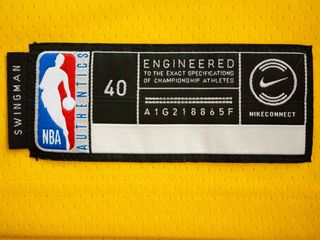 SWINGMAN
NBA
AUTHENTICS
40
ENGINEERED
TO THE EXACT SPECIFICATIONS
OF CHAMPIONSHIP ATHLETES
A1G218865F
NIKECONNECT